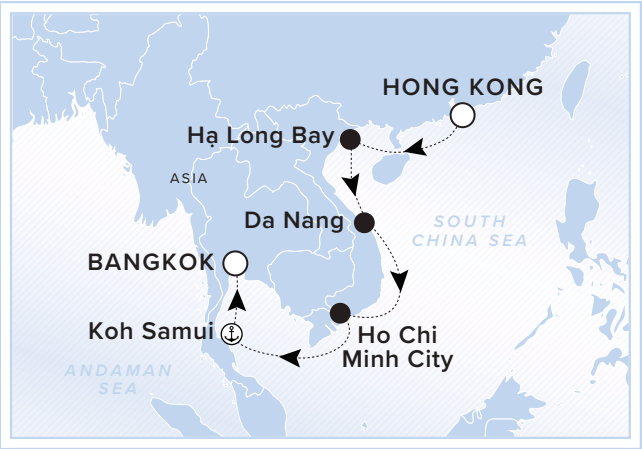 HONG KONG
Hạ Long Bay
ASIA
Da Nang
SOUTH
CHINA SEA
BANGKOK
Koh Samui
Ho Chi
Minh City
ANDAMAN
SEA